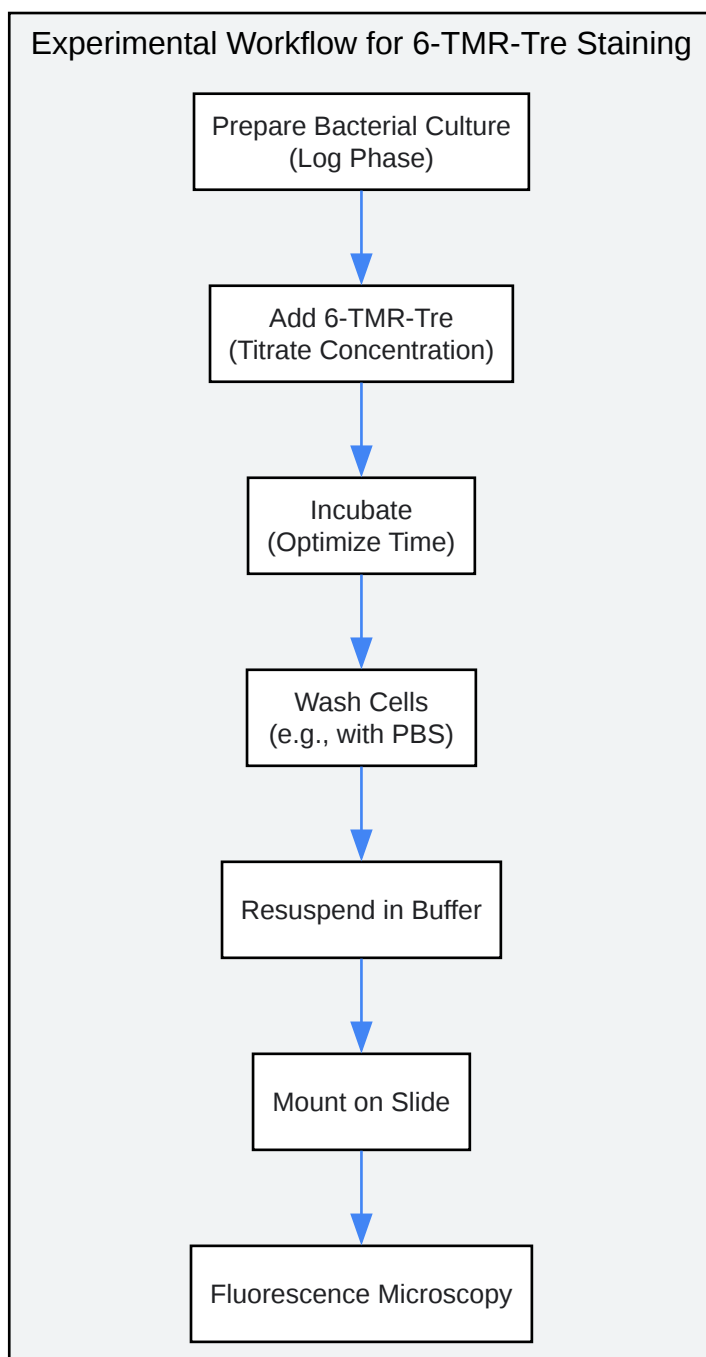 Experimental Workflow for 6-TMR-Tre Staining
Prepare Bacterial Culture
(Log Phase)
Add 6-TMR-Tre
(Titrate Concentration)
Incubate
(Optimize Time)
Wash Cells
(e.g., with PBS)
Resuspend in Buffer
Mount on Slide
Fluorescence Microscopy